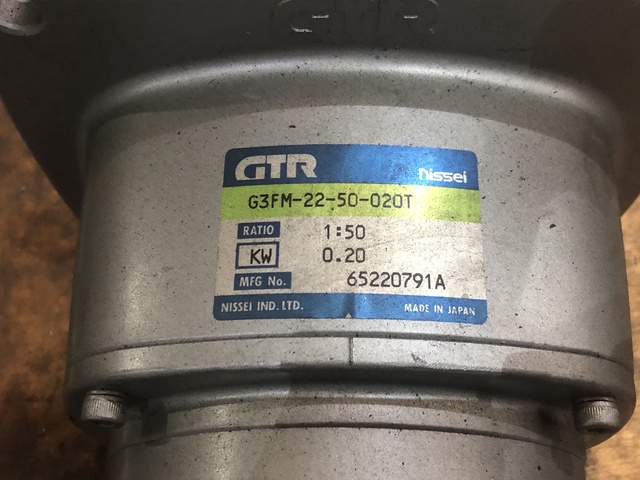 GTR
GTR Nissei
G3FM-22-50-020T
RATIO 1:50
KW 0.20
MFG No. 65220791A
NISSEI IND. LTD. MADE IN JAPAN